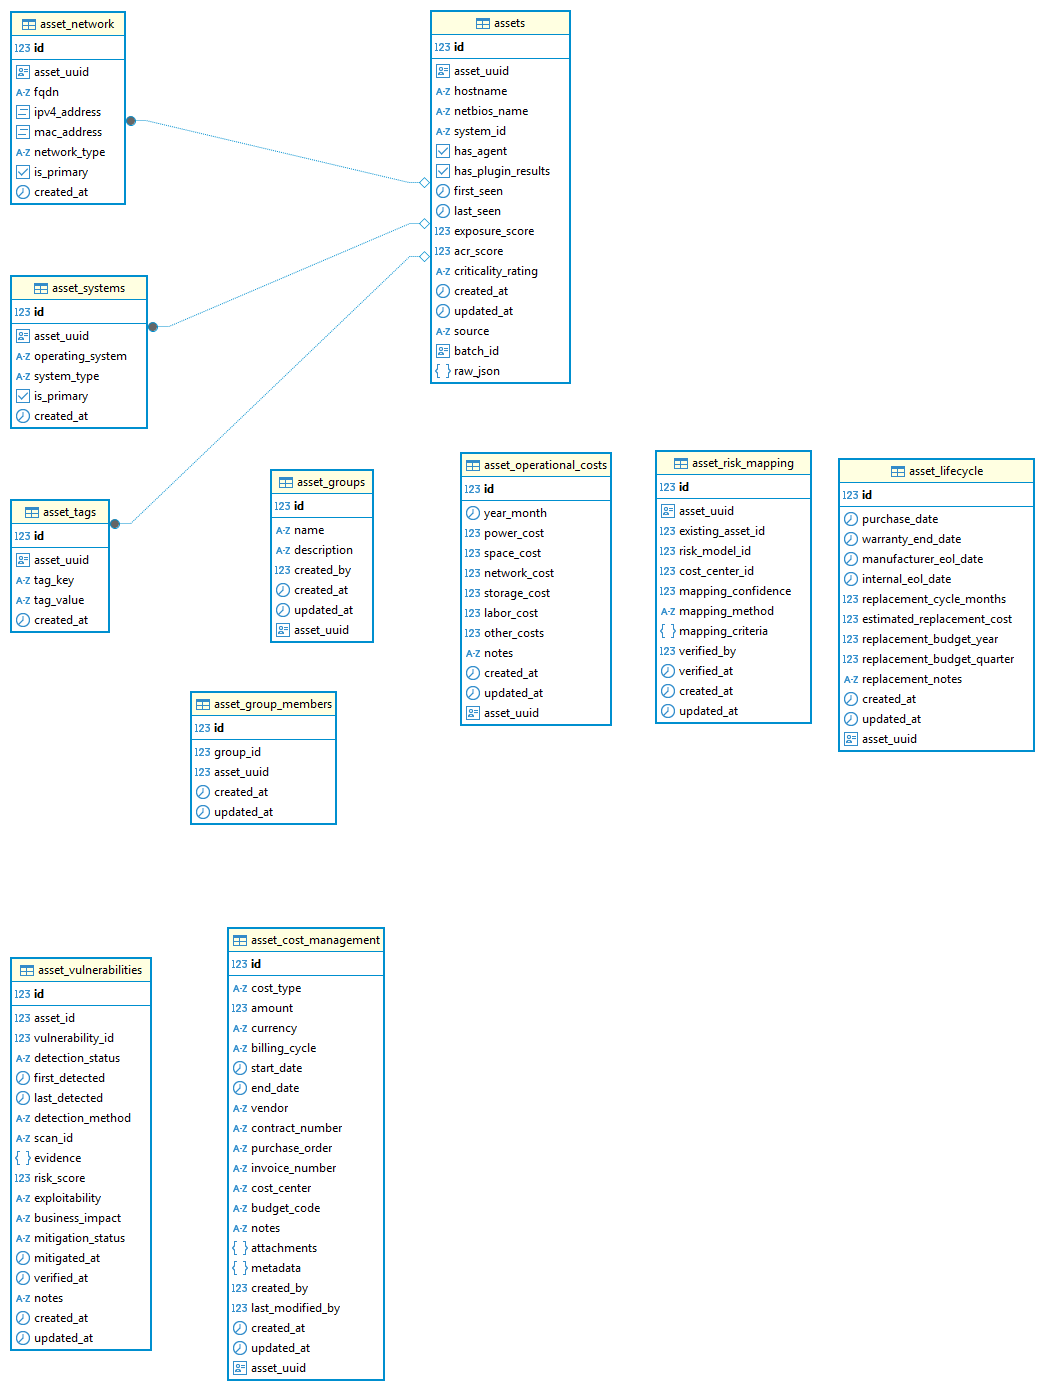 asset_network
123 id
asset_uuid
A-Z fqdn
ipv4_address
mac_address
A-Z network_type
is_primary
created_at
assets
123 id
asset_uuid
A-Z hostname
A-Z netbios_name
A-Z system_id
has_agent
has_plugin_results
first_seen
last_seen
123 exposure_score
123 acr_score
A-Z criticality_rating
created_at
updated_at
A-Z source
batch_id
{ } raw_json
asset_systems
123 id
asset_uuid
A-Z operating_system
A-Z system_type
is_primary
created_at
asset_tags
123 id
asset_uuid
A-Z tag_key
A-Z tag_value
created_at
asset_groups
123 id
A-Z name
A-Z description
123 created_by
created_at
updated_at
asset_uuid
asset_operational_costs
123 id
year_month
123 power_cost
123 space_cost
123 network_cost
123 storage_cost
123 labor_cost
123 other_costs
A-Z notes
created_at
updated_at
asset_uuid
asset_risk_mapping
123 id
asset_uuid
123 existing_asset_id
123 risk_model_id
123 cost_center_id
123 mapping_confidence
A-Z mapping_method
{ } mapping_criteria
123 verified_by
verified_at
created_at
updated_at
asset_lifecycle
123 id
purchase_date
warranty_end_date
manufacturer_eol_date
internal_eol_date
123 replacement_cycle_months
123 estimated_replacement_cost
123 replacement_budget_year
123 replacement_budget_quarter
A-Z replacement_notes
created_at
updated_at
asset_uuid
asset_group_members
123 id
123 group_id
123 asset_uuid
created_at
updated_at
asset_vulnerabilities
123 id
123 asset_id
123 vulnerability_id
A-Z detection_status
first_detected
last_detected
A-Z detection_method
A-Z scan_id
{ } evidence
123 risk_score
A-Z exploitability
A-Z business_impact
A-Z mitigation_status
mitigated_at
verified_at
A-Z notes
created_at
updated_at
asset_cost_management
123 id
A-Z cost_type
123 amount
A-Z currency
A-Z billing_cycle
start_date
end_date
A-Z vendor
A-Z contract_number
A-Z purchase_order
A-Z invoice_number
A-Z cost_center
A-Z budget_code
A-Z notes
{ } attachments
{ } metadata
123 created_by
123 last_modified_by
created_at
updated_at
asset_uuid